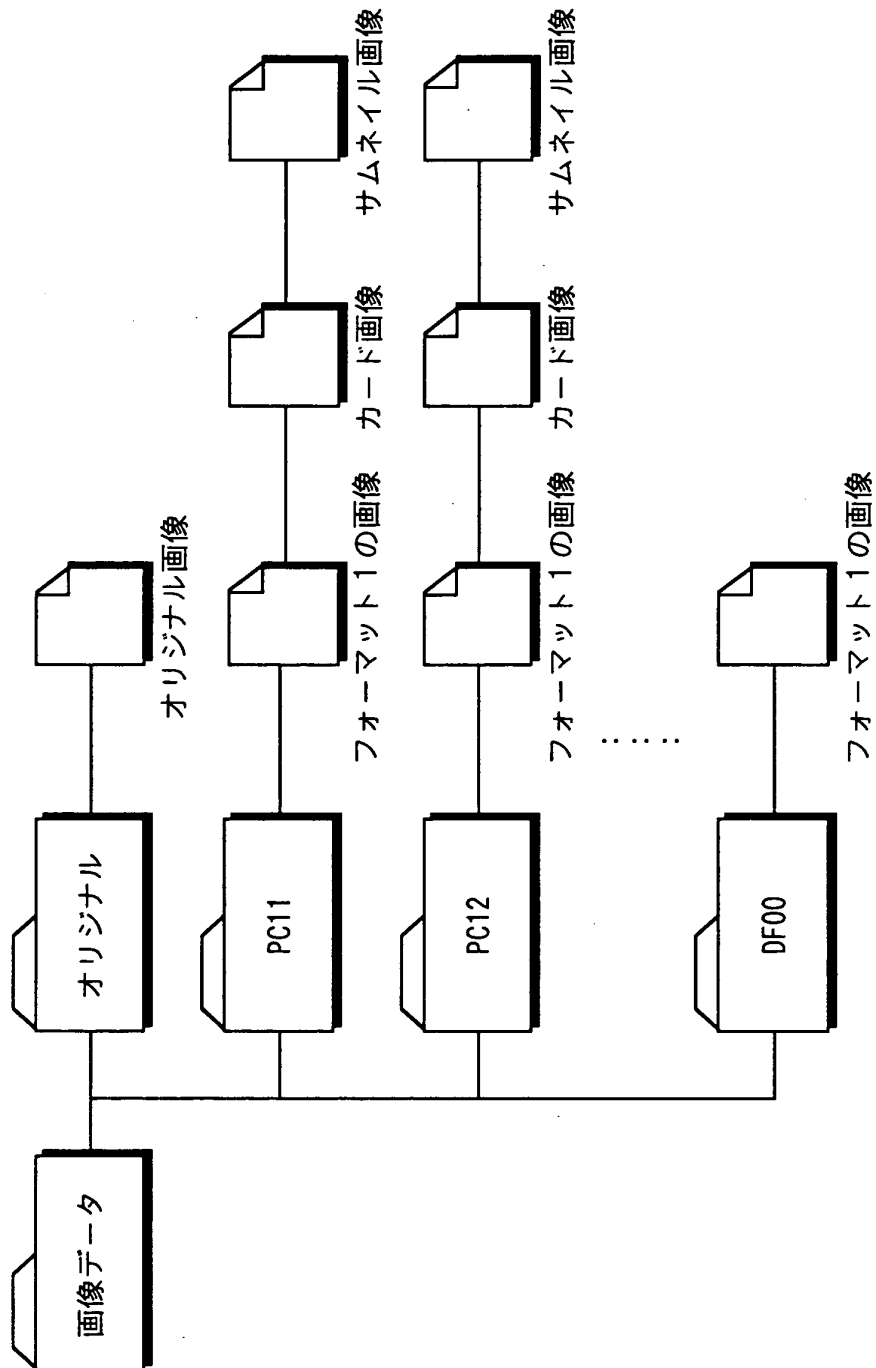 画像データ
オリジナル
オリジナル画像
PC11
フォーマット1の画像
カード画像
サムネイル画像
PC12
フォーマット1の画像
カード画像
サムネイル画像
……
DF00
フォーマット1の画像